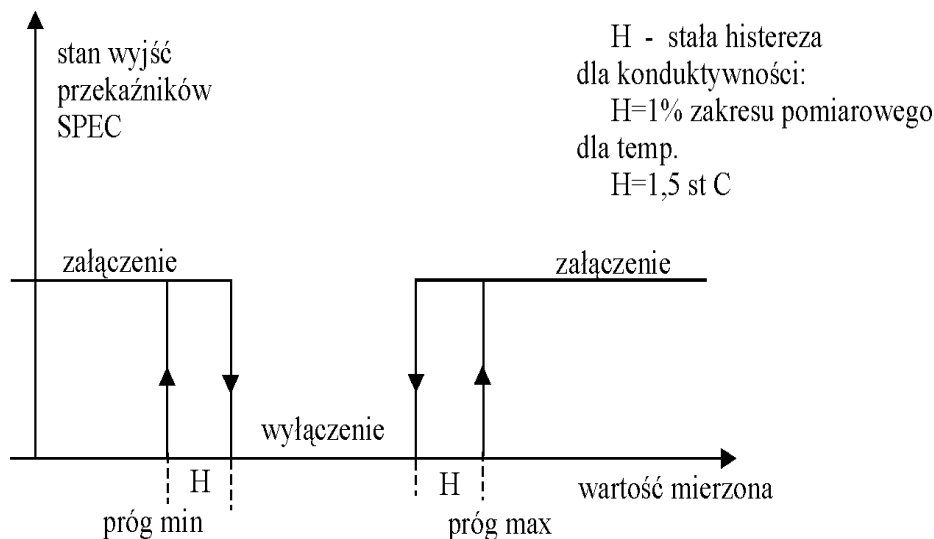 stan wyjść
przekaźników
SPEC
H - stała histereza
dla konduktywności:
H=1% zakresu pomiarowego
dla temp.
H=1,5 st C
załączenie
załączenie
wyłączenie
H
H
wartość mierzona
próg min
próg max